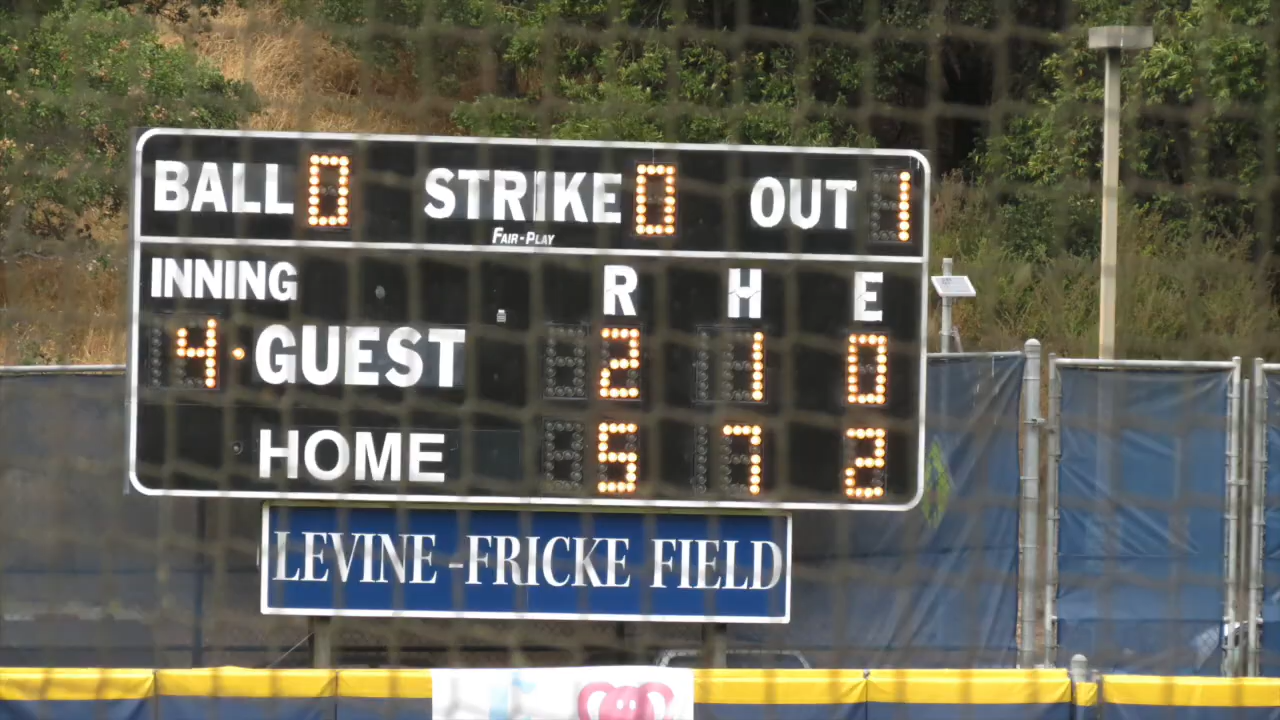 BALL 0 STRIKE 0 OUT 1
FAIR-PLAY
INNING R H E
4 GUEST 2 1 0
HOME 5 7 2
LEVINE-FRICKE FIELD